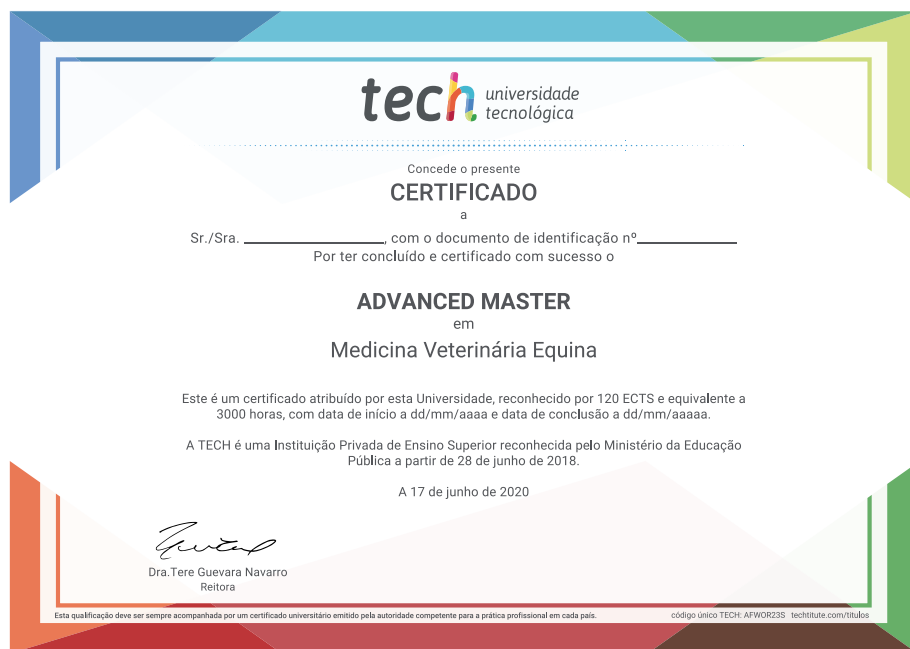 tech universidade
tecnológica
Concede o presente
CERTIFICADO
a
Sr./Sra. ________________, com o documento de identificação nº____________
Por ter concluído e certificado com sucesso o
ADVANCED MASTER
em
Medicina Veterinária Equina
Este é um certificado atribuído por esta Universidade, reconhecido por 120 ECTS e equivalente a
3000 horas, com data de início a dd/mm/aaaa e data de conclusão a dd/mm/aaaaa.
A TECH é uma Instituição Privada de Ensino Superior reconhecida pelo Ministério da Educação
Pública a partir de 28 de junho de 2018.
A 17 de junho de 2020
Dra.Tere Guevara Navarro
Reitora
Esta qualificação deve ser sempre acompanhada por um certificado universitário emitido pela autoridade competente para a prática profissional em cada país. código único TECH: AFWOR23S techtitute.com/titulos